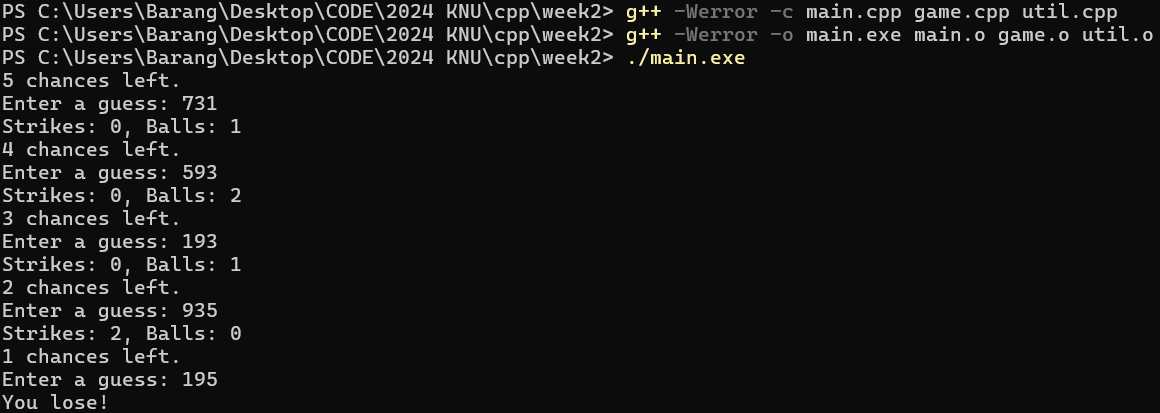 PS C:\Users\Barang\Desktop\CODE\2024 KNU\cpp\week2> g++ -Werror -c main.cpp game.cpp util.cpp
PS C:\Users\Barang\Desktop\CODE\2024 KNU\cpp\week2> g++ -Werror -o main.exe main.o game.o util.o
PS C:\Users\Barang\Desktop\CODE\2024 KNU\cpp\week2> ./main.exe
5 chances left.
Enter a guess: 731
Strikes: 0, Balls: 1
4 chances left.
Enter a guess: 593
Strikes: 0, Balls: 2
3 chances left.
Enter a guess: 193
Strikes: 0, Balls: 1
2 chances left.
Enter a guess: 935
Strikes: 2, Balls: 0
1 chances left.
Enter a guess: 195
You lose!